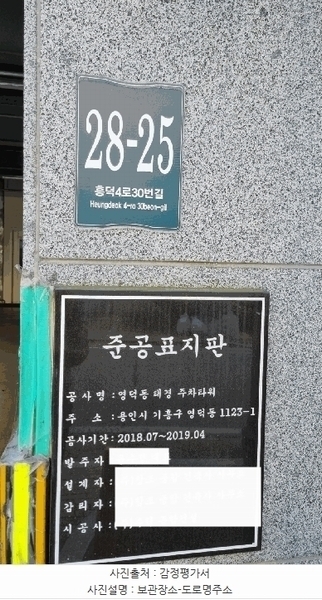 28-25
흥덕4로30번길
Heungdeok 4-ro 30beon-gil
준공표지판
공사명 : 영덕동 태경 주차타워
주 소 : 용인시 기흥구 영덕동 1123-1
공사기간 : 2018.07~2019.04
발주자
설계자 :
감리자 :
시공사 :
사진출처 : 감정평가서
사진설명 : 보관장소-도로명주소